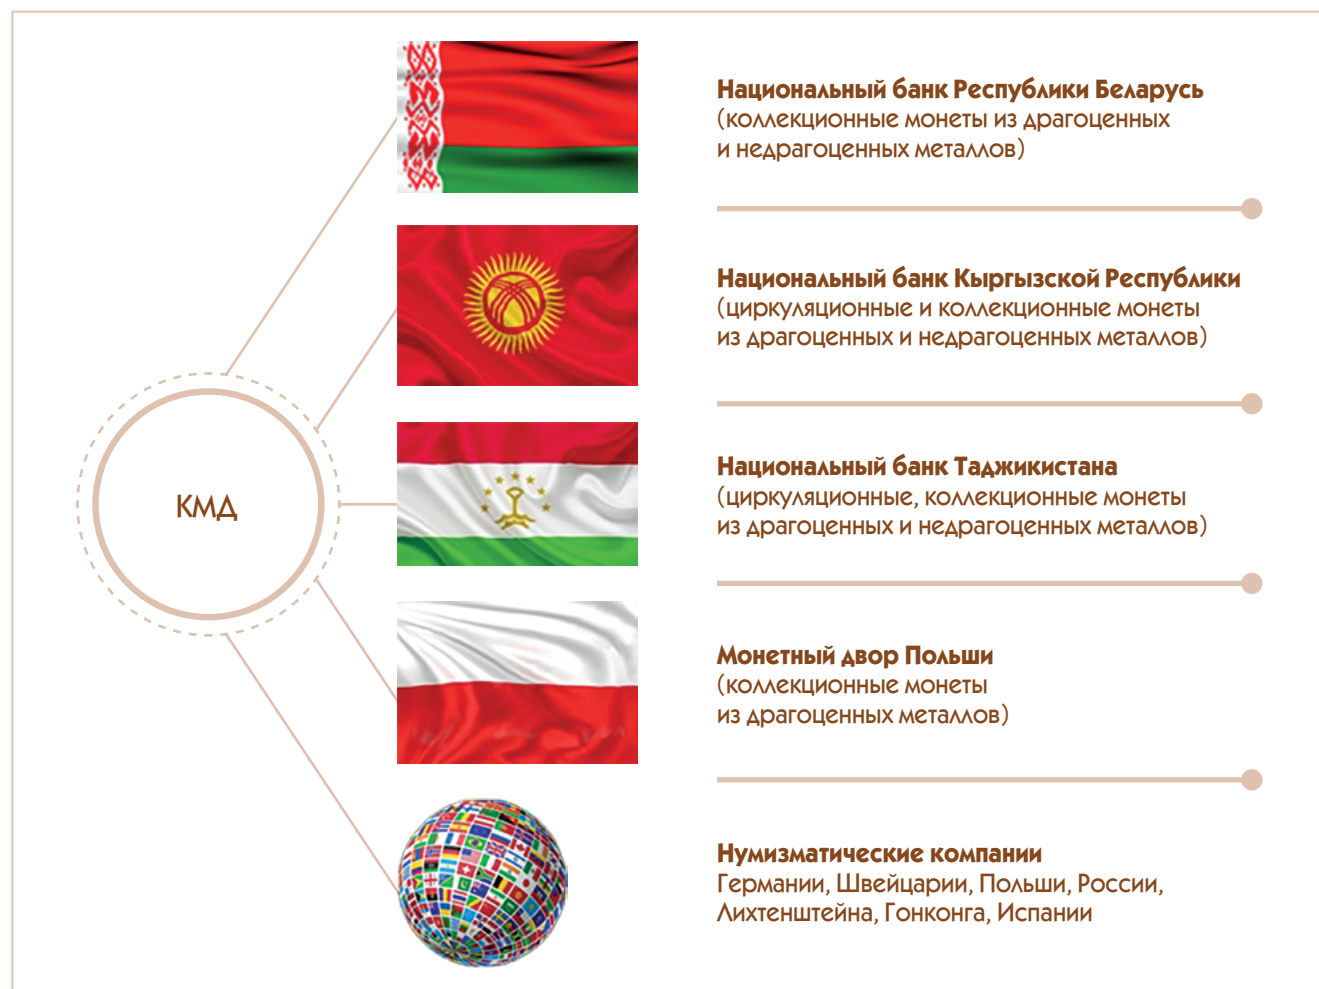 КМД
Национальный банк Республики Беларусь
(коллекционные монеты из драгоценных
и недрагоценных металлов)
Национальный банк Кыргызской Республики
(циркуляционные и коллекционные монеты
из драгоценных и недрагоценных металлов)
Национальный банк Таджикистана
(циркуляционные, коллекционные монеты
из драгоценных и недрагоценных металлов)
Монетный двор Польши
(коллекционные монеты
из драгоценных металлов)
Нумизматические компании
Германии, Швейцарии, Польши, России,
Лихтенштейна, Гонконга, Испании